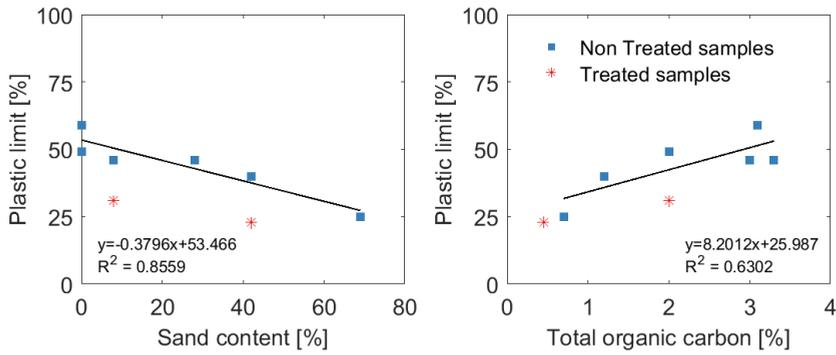 100
75
50
25
0
Plastic limit [%]
y=-0.3796x+53.466
R² = 0.8559
0 20 40 60 80
Sand content [%]
100
75
50
25
0
Plastic limit [%]
Non Treated samples
Treated samples
y=8.2012x+25.987
R² = 0.6302
0 1 2 3 4
Total organic carbon [%]